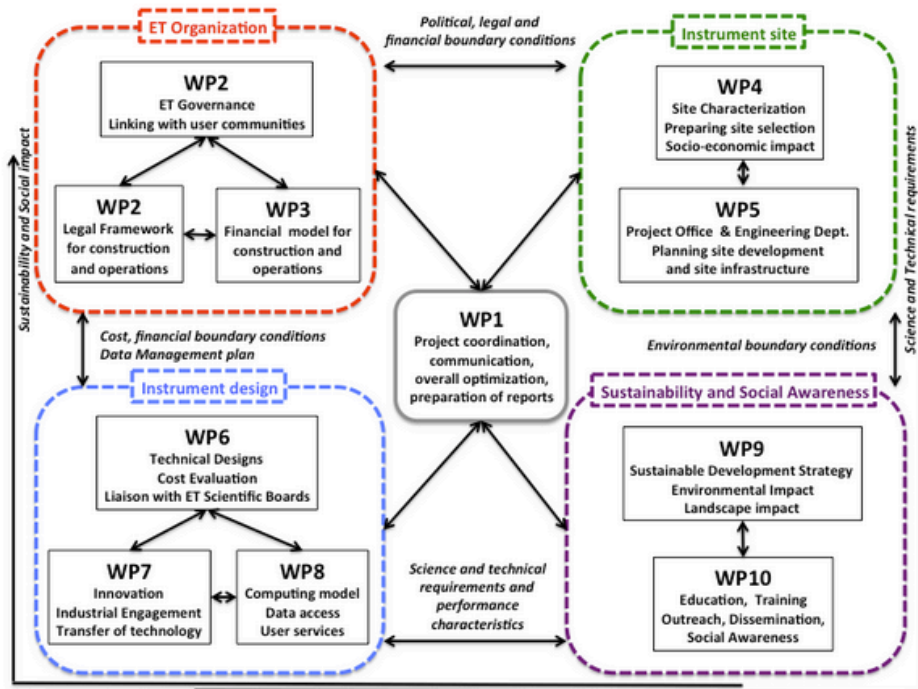 ET Organization
Political, legal and
financial boundary conditions
Instrument site
WP2
ET Governance
Linking with user communities
WP2
Legal Framework
for construction
and operations
WP3
Financial model for
construction and
operations
WP4
Site Characterization
Preparing site selection
Socio-economic impact
WP5
Project Office & Engineering Dept.
Planning site development
and site infrastructure
Sustainability and Social impact
Science and Technical requirements
WP1
Project coordination,
communication,
overall optimization,
preparation of reports
Cost, financial boundary conditions
Data Management plan
Environmental boundary conditions
Instrument design
WP6
Technical Designs
Cost Evaluation
Liaison with ET Scientific Boards
WP7
Innovation
Industrial Engagement
Transfer of technology
WP8
Computing model
Data access
User services
Science and technical
requirements and
performance
characteristics
Sustainability and Social Awareness
WP9
Sustainable Development Strategy
Environmental Impact
Landscape impact
WP10
Education, Training
Outreach, Dissemination,
Social Awareness